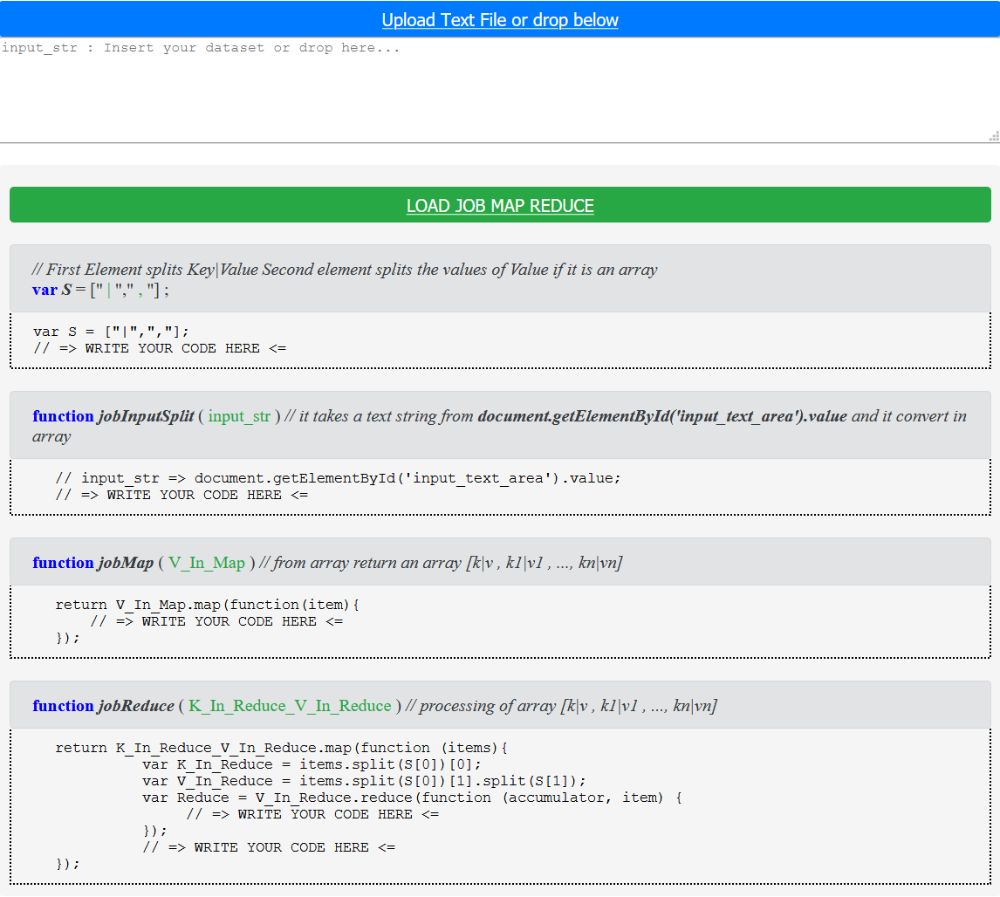 Upload Text File or drop below
input_str : Insert your dataset or drop here...
LOAD JOB MAP REDUCE
// First Element splits Key|Value Second element splits the values of Value if it is an array
var S = [" | "," , "] ;
var S = ["|",","];
// => WRITE YOUR CODE HERE <=
function jobInputSplit ( input_str ) // it takes a text string from document.getElementById('input_text_area').value and it convert in
array
// input_str => document.getElementById('input_text_area').value;
// => WRITE YOUR CODE HERE <=
function jobMap ( V_In_Map ) // from array return an array [k|v , k1|v1 , ..., kn|vn]
return V_In_Map.map(function(item){
// => WRITE YOUR CODE HERE <=
});
function jobReduce ( K_In_Reduce_V_In_Reduce ) // processing of array [k|v , k1|v1 , ..., kn|vn]
return K_In_Reduce_V_In_Reduce.map(function (items){
var K_In_Reduce = items.split(S[0])[0];
var V_In_Reduce = items.split(S[0])[1].split(S[1]);
var Reduce = V_In_Reduce.reduce(function (accumulator, item) {
// => WRITE YOUR CODE HERE <=
});
// => WRITE YOUR CODE HERE <=
});